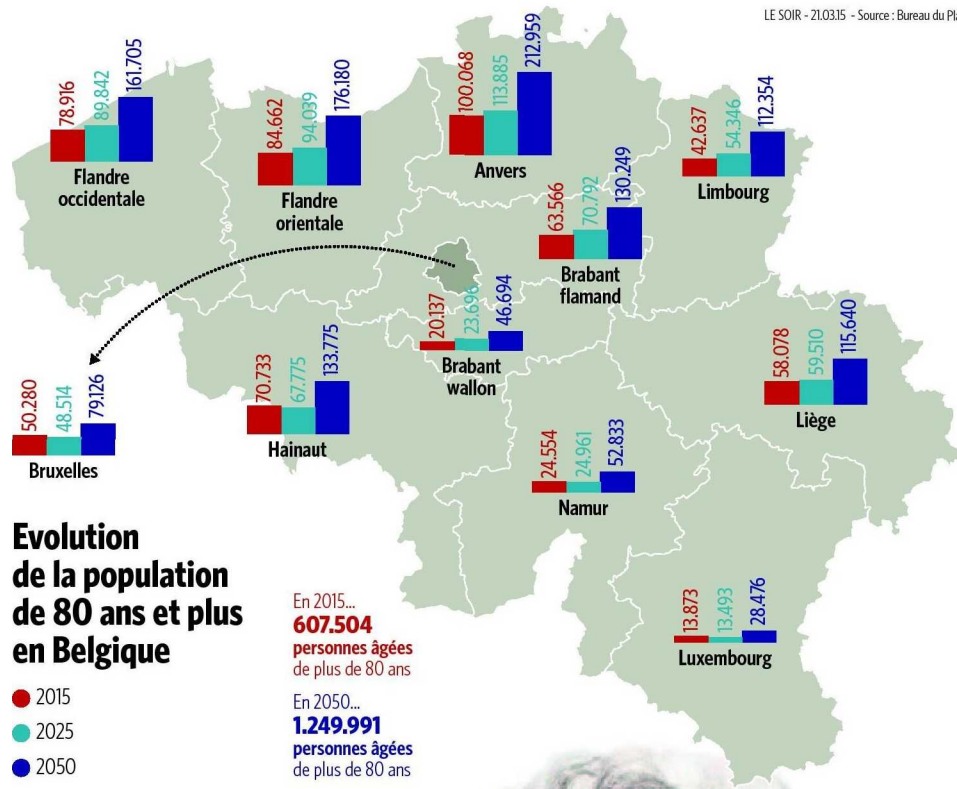 LE SOIR - 21.03.15 - Source : Bureau du
78.916
89.842
161.705
Flandre
occidentale
84.662
94.039
176.180
Flandre
orientale
100.068
113.885
212.959
Anvers
42.637
54.346
112.354
Limbourg
63.566
70.792
130.249
Brabant
flamand
20.137
23.696
46.694
Brabant
wallon
50.280
48.514
79.126
Bruxelles
70.733
67.775
133.775
Hainaut
58.078
59.510
115.640
Liège
24.554
24.961
52.833
Namur
13.873
13.493
28.476
Luxembourg
Evolution
de la population
de 80 ans et plus
en Belgique
2015
2025
2050
En 2015...
607.504
personnes âgées
de plus de 80 ans
En 2050...
1.249.991
personnes âgées
de plus de 80 ans